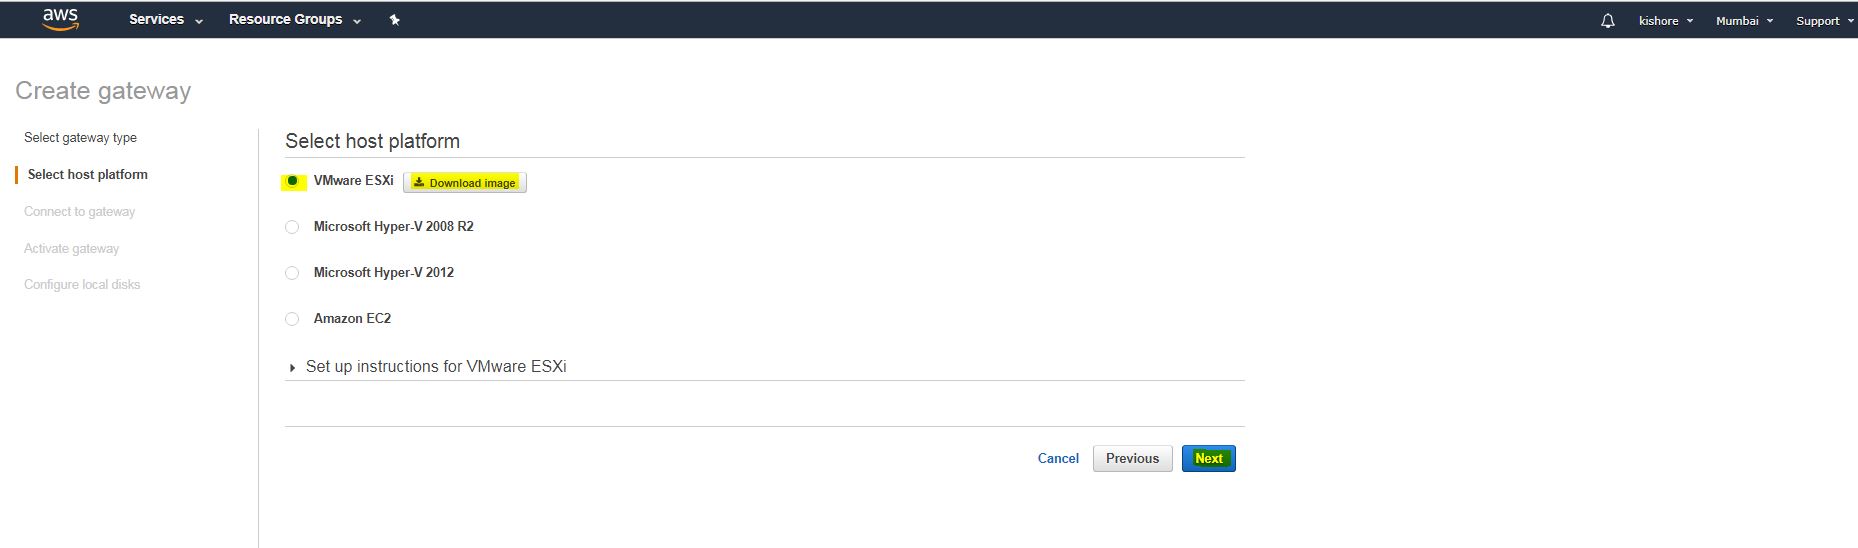 aws Services Resource Groups kishore Mumbai Support
Create gateway
Select gateway type
Select host platform
Connect to gateway
Activate gateway
Configure local disks
Select host platform
VMware ESXi Download image
Microsoft Hyper-V 2008 R2
Microsoft Hyper-V 2012
Amazon EC2
Set up instructions for VMware ESXi
Cancel Previous Next